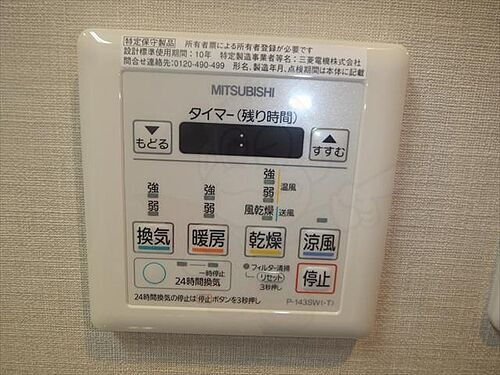 特定保守製品 所有者票による所有者登録が必要です
設計標準使用期間:10年 特定製造事業者等名:三菱電機株式会社
問合せ連絡先:0120-490-499 形名、製造年月、点検期間は本体に記載
MITSUBISHI
タイマー(残り時間)
▼ もどる
:
▲ すすむ
強 強 強 温風
弱 弱 弱
風乾燥 送風
換気 暖房 乾燥 涼風
一時停止
24時間換気
フィルター清掃
リセット
3秒押し
停止
24時間換気の停止は停止ボタンを3秒押し
P-143SW(-T)